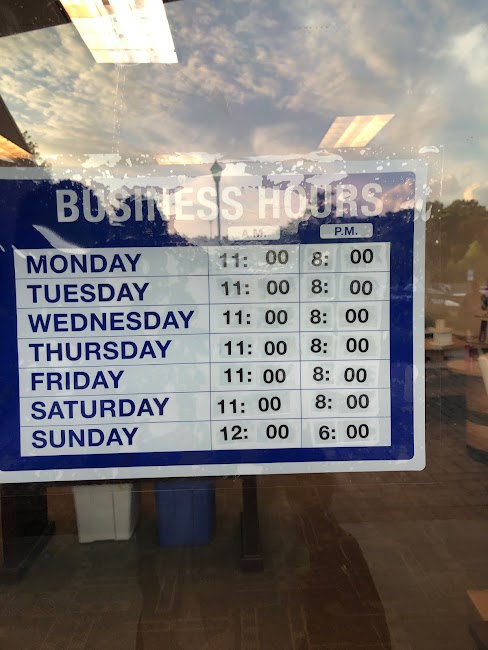 BUSINESS HOURS
A.M. P.M.
MONDAY 11: 00 8: 00
TUESDAY 11: 00 8: 00
WEDNESDAY 11: 00 8: 00
THURSDAY 11: 00 8: 00
FRIDAY 11: 00 8: 00
SATURDAY 11: 00 8: 00
SUNDAY 12: 00 6: 00